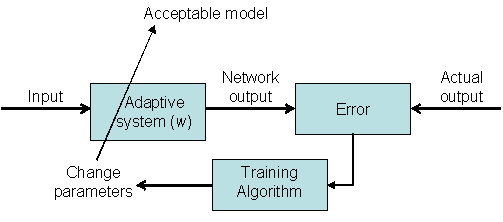 Acceptable model
Input
Adaptive
system (w)
Network
output
Error
Actual
output
Change
parameters
Training
Algorithm